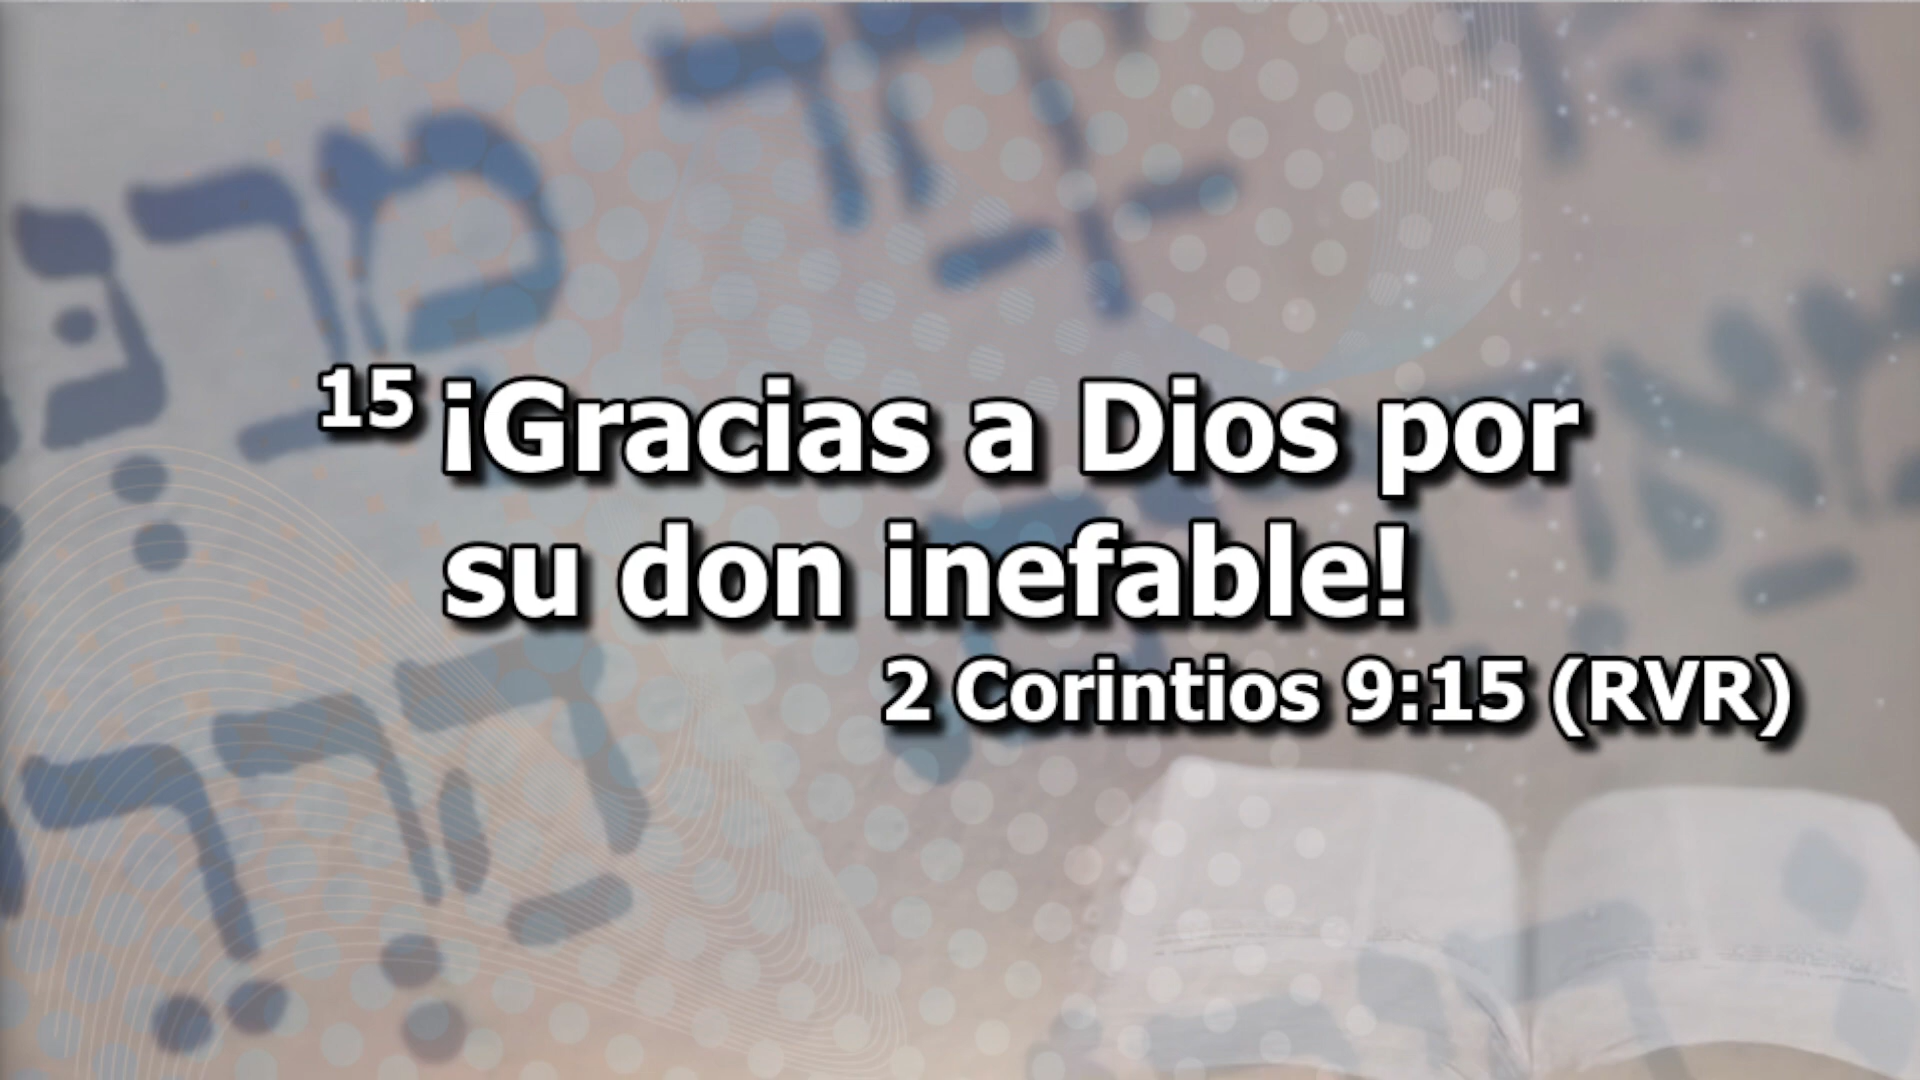 15 ¡Gracias a Dios por
su don inefable!
2 Corintios 9:15 (RVR)